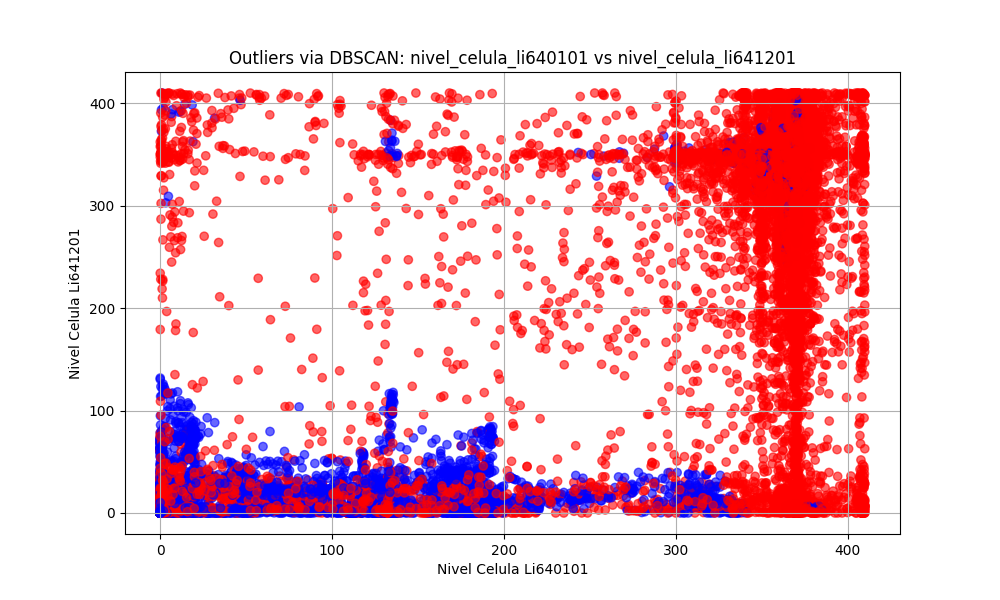 Outliers via DBSCAN: nivel_celula_li640101 vs nivel_celula_li641201
400
300
200
100
0
Nivel Celula Li641201
0 100 200 300 400
Nivel Celula Li640101